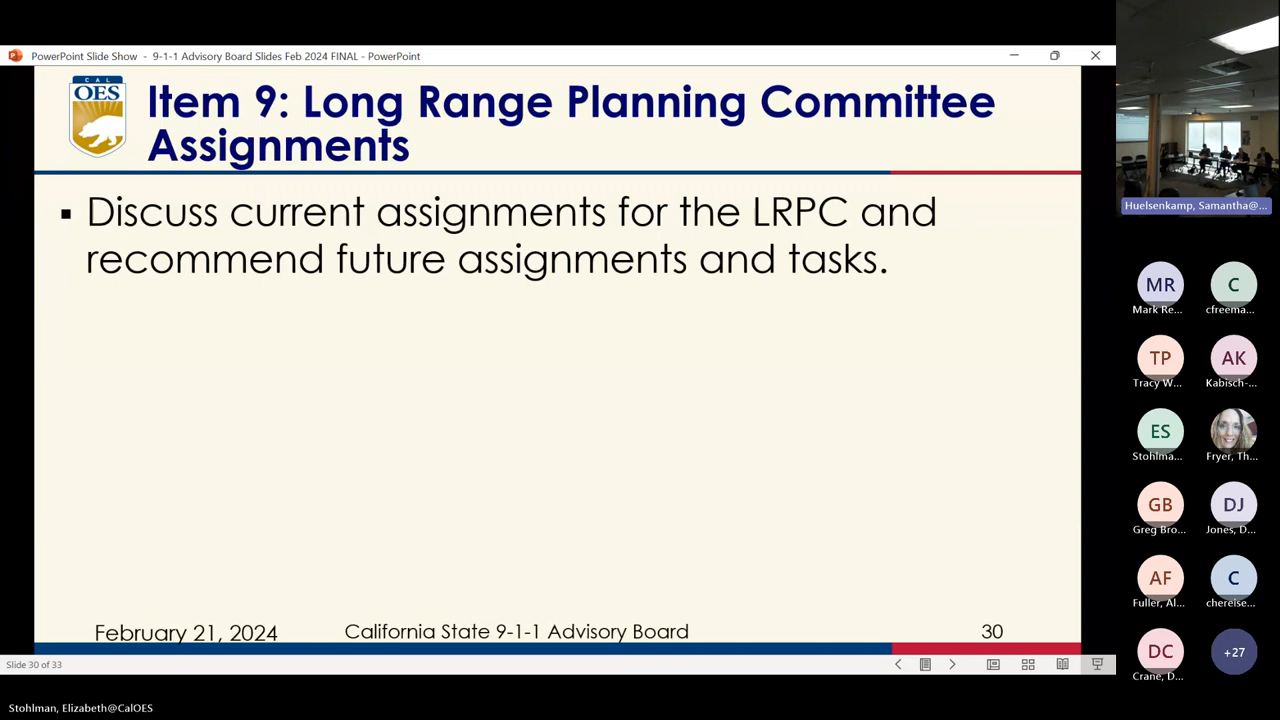 PowerPoint Slide Show - 9-1-1 Advisory Board Slides Feb 2024 FINAL - PowerPoint
CAL
OES
Item 9: Long Range Planning Committee
Assignments
▪ Discuss current assignments for the LRPC and
recommend future assignments and tasks.
February 21, 2024
California State 9-1-1 Advisory Board
30
Slide 30 of 33
Stohlman, Elizabeth@CalOES
Huelsenkamp, Samantha@...
MR
Mark Re...
C
cfreema...
TP
Tracy W...
AK
Kabisch-...
ES
Stohlma...
Fryer, Th...
GB
Greg Bro...
DJ
Jones, D...
AF
Fuller, Al...
C
chereise...
DC
Crane, D...
+27